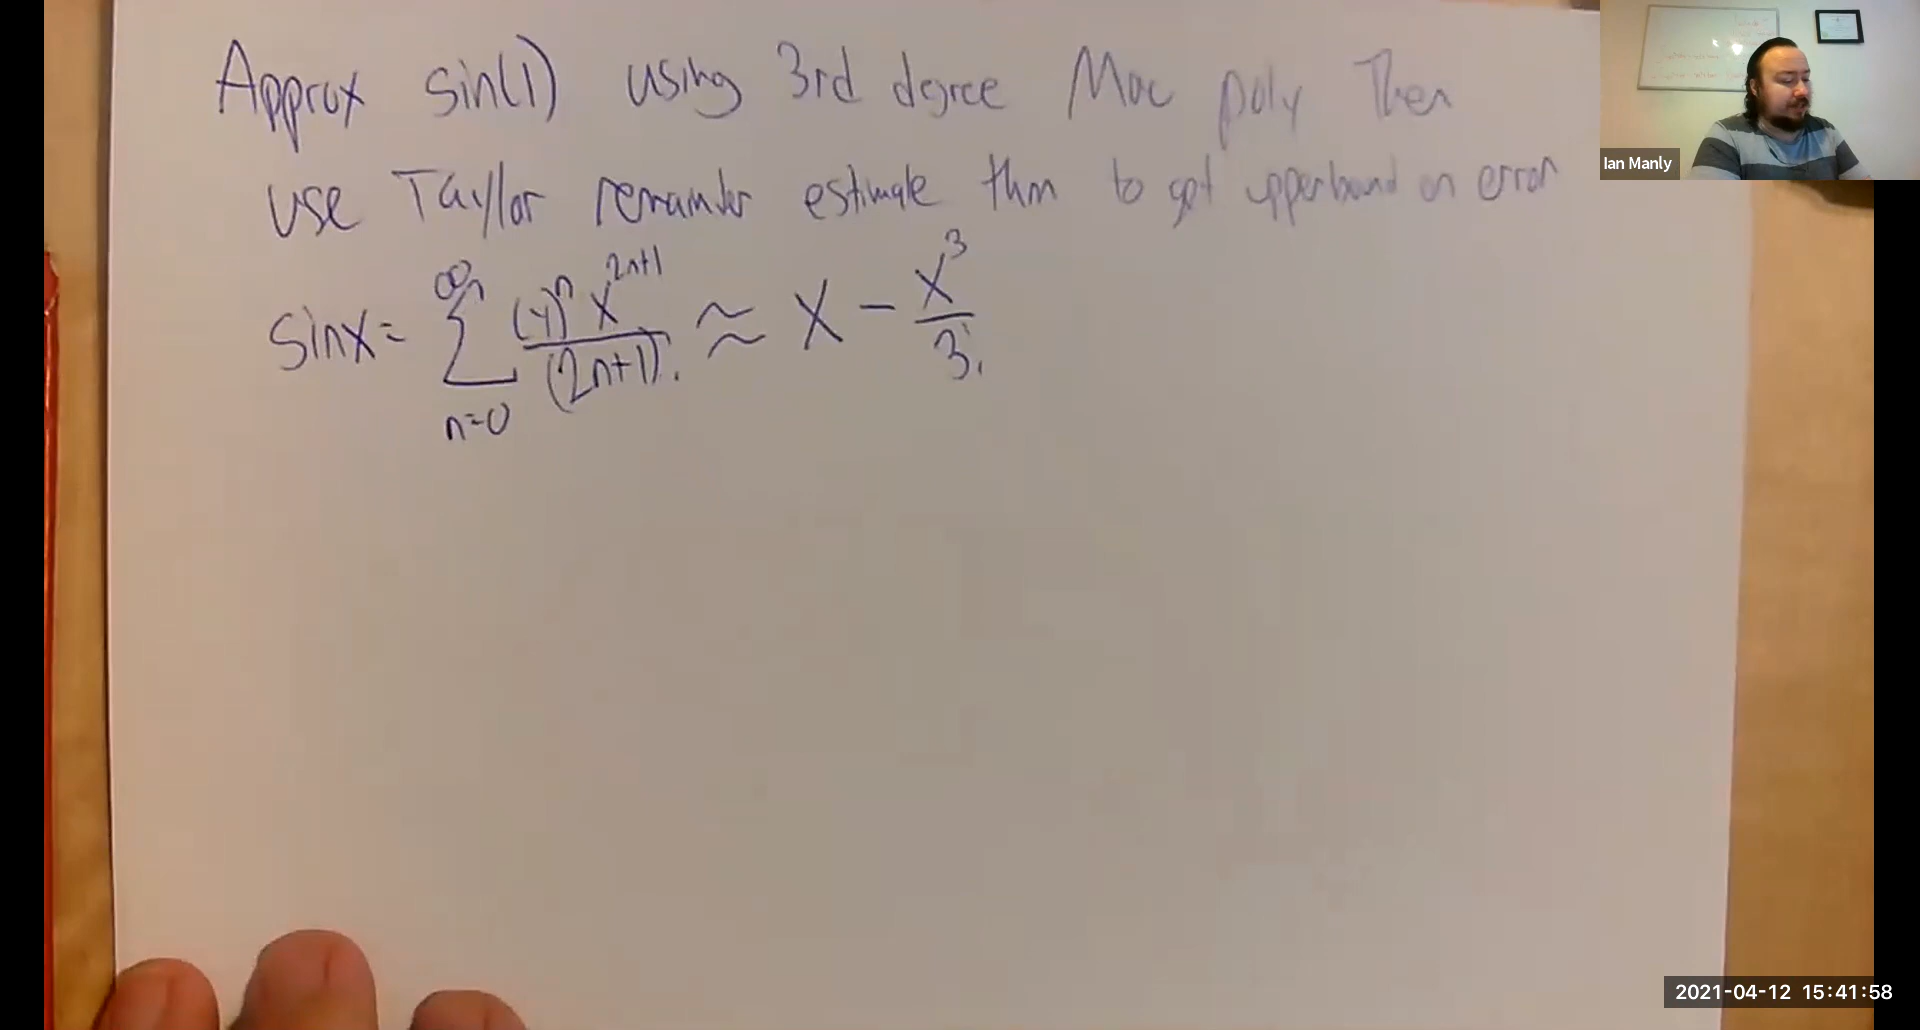 Approx sin(1) using 3rd degree Mac poly Then
use Taylor remainder estimate thm to get upperbound on error
sinx = ∞ Σ n=0 (-1)^n x^{2n+1} / (2n+1)! ≈ x - x^3 / 3!
Ian Manly
2021-04-12 15:41:58